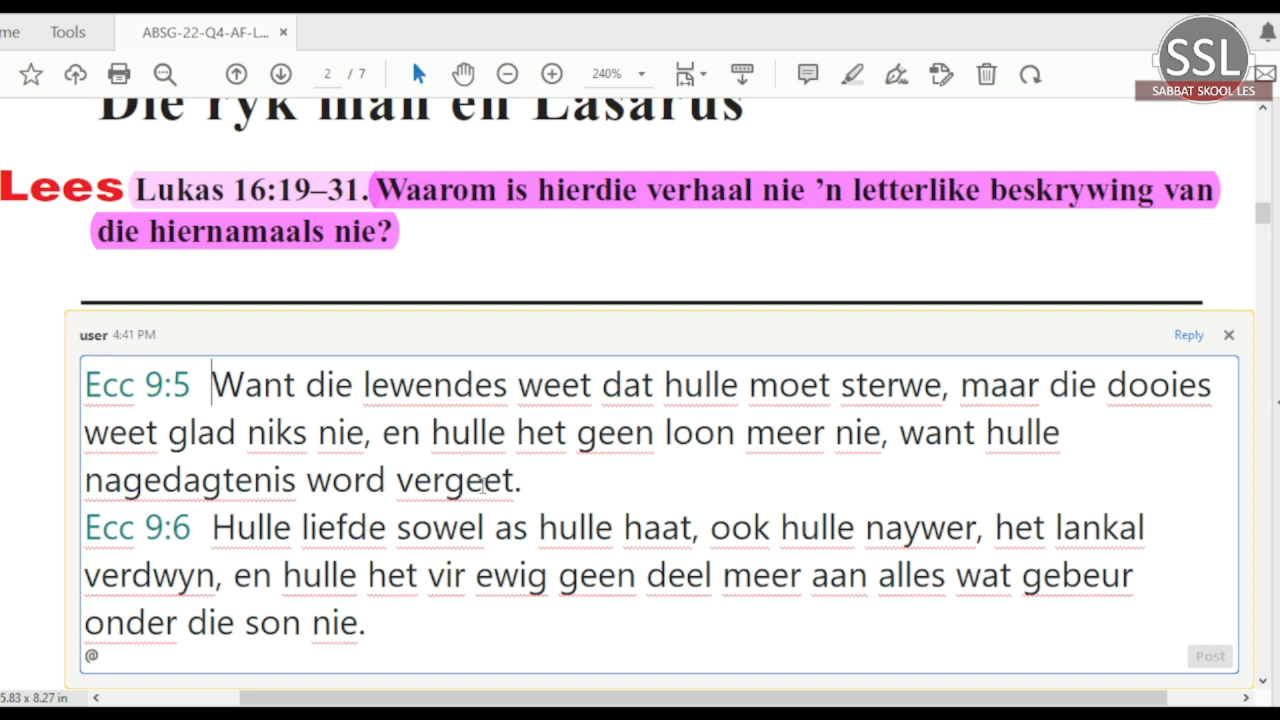 me Tools ABSG-22-Q4-AF-L... ×
SSL
SABBAT SKOOL LES
2 / 7 240%
Die ryk man en Lasarus
Lees Lukas 16:19–31. Waarom is hierdie verhaal nie ’n letterlike beskrywing van
die hiernamaals nie?
user 4:41 PM Reply ×
Ecc 9:5 Want die lewendes weet dat hulle moet sterwe, maar die dooies
weet glad niks nie, en hulle het geen loon meer nie, want hulle
nagedagtenis word vergeet.
Ecc 9:6 Hulle liefde sowel as hulle haat, ook hulle naywer, het lankal
verdwyn, en hulle het vir ewig geen deel meer aan alles wat gebeur
onder die son nie.
@ Post
5.83 x 8.27 in